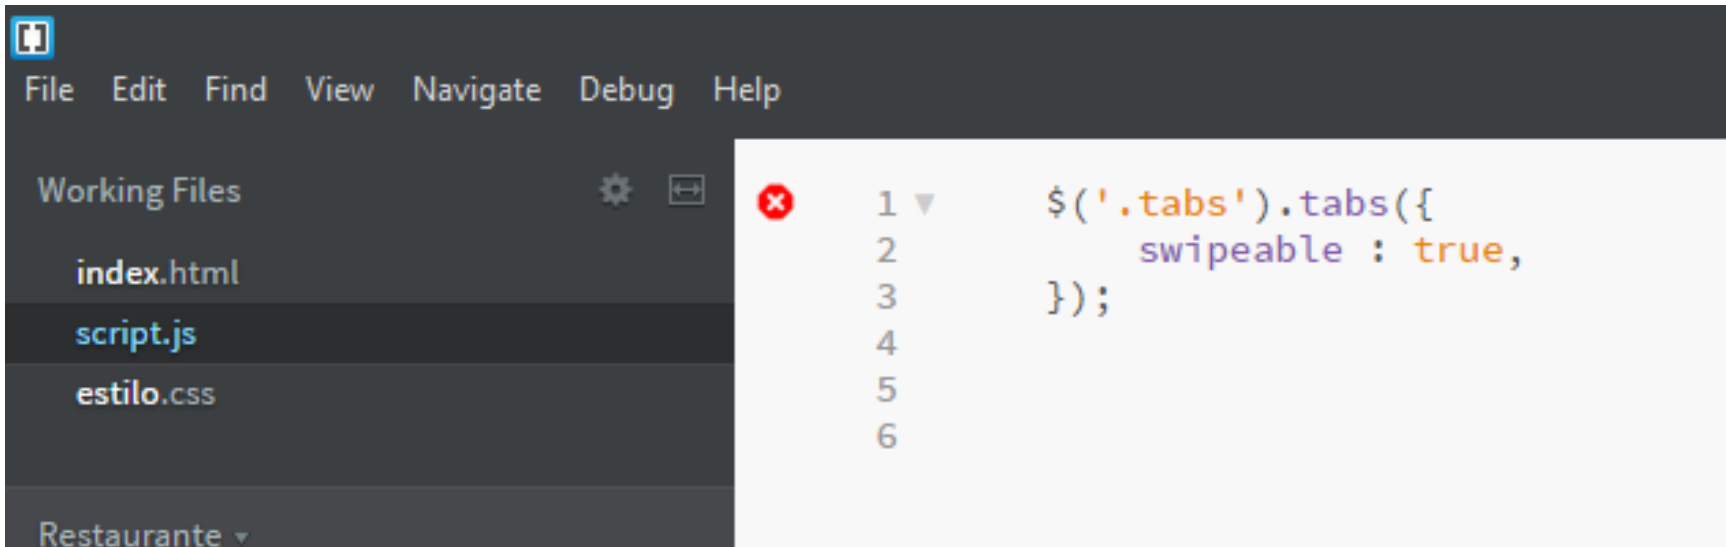 File Edit Find View Navigate Debug Help
Working Files
index.html
script.js
estilo.css
Restaurante
1 $('.tabs').tabs({
2 swipeable : true,
3 });
4
5
6